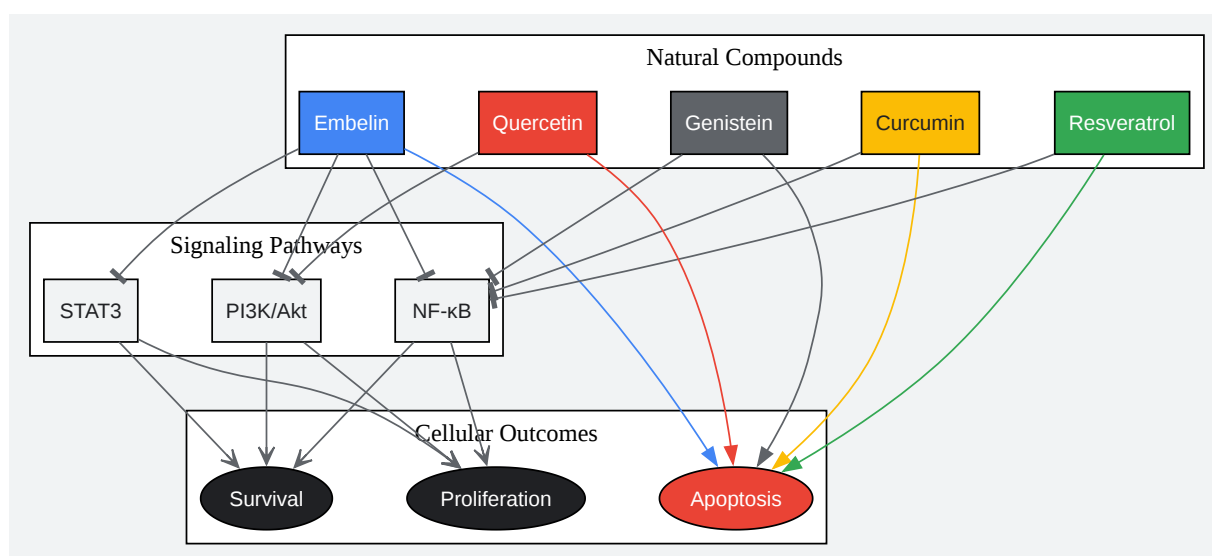 Natural Compounds
Embelin
Quercetin
Genistein
Curcumin
Resveratrol
Signaling Pathways
STAT3
PI3K/Akt
NF-κB
Cellular Outcomes
Survival
Proliferation
Apoptosis